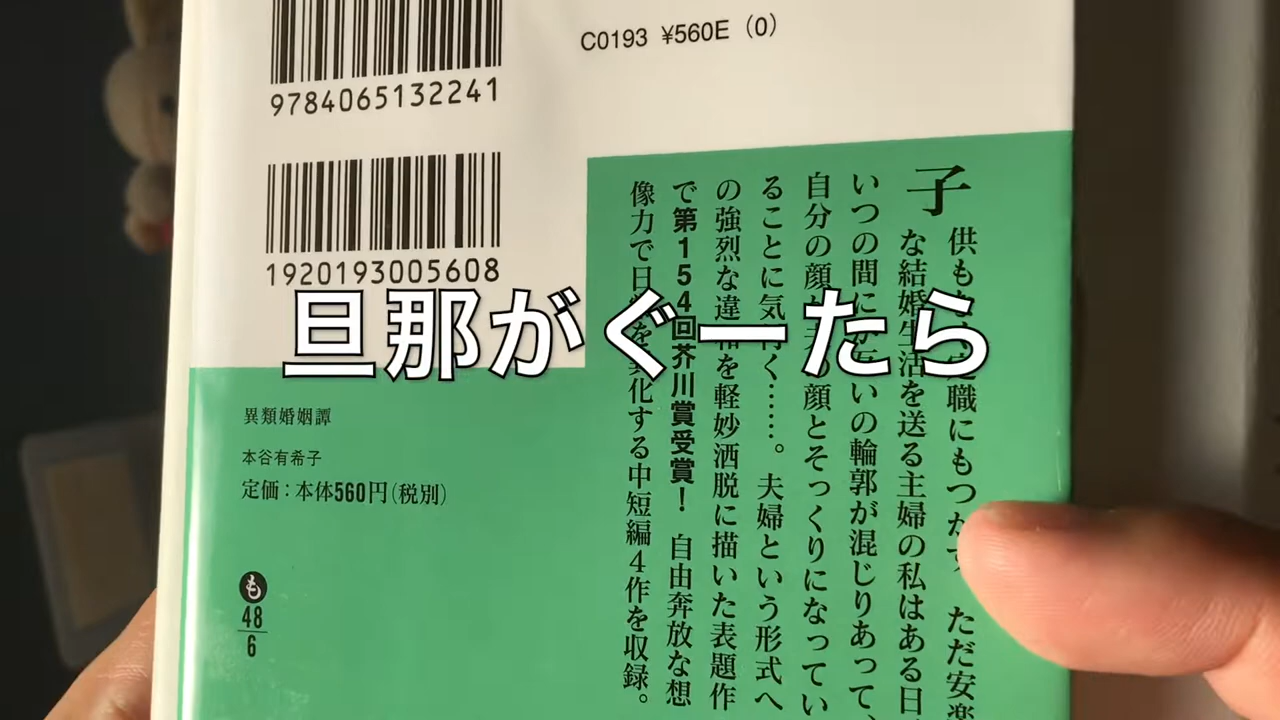 9784065132241
C0193 ¥560E (0)
1920193005608
旦那がぐーたら
子供も 職にもつかず、ただ安楽
な結婚生活を送る主婦の私はある日
いつの間に いの輪郭が混じりあって、
自分の顔 顔とそっくりになってい
ることに気 く……。夫婦という形式へ
の強烈な違 を軽妙洒脱に描いた表題作
で第154回芥川賞受賞！ 自由奔放な想
像力で日 化する中短編4作を収録。
異類婚姻譚
本谷有希子
定価：本体560円（税別）
も
48
6